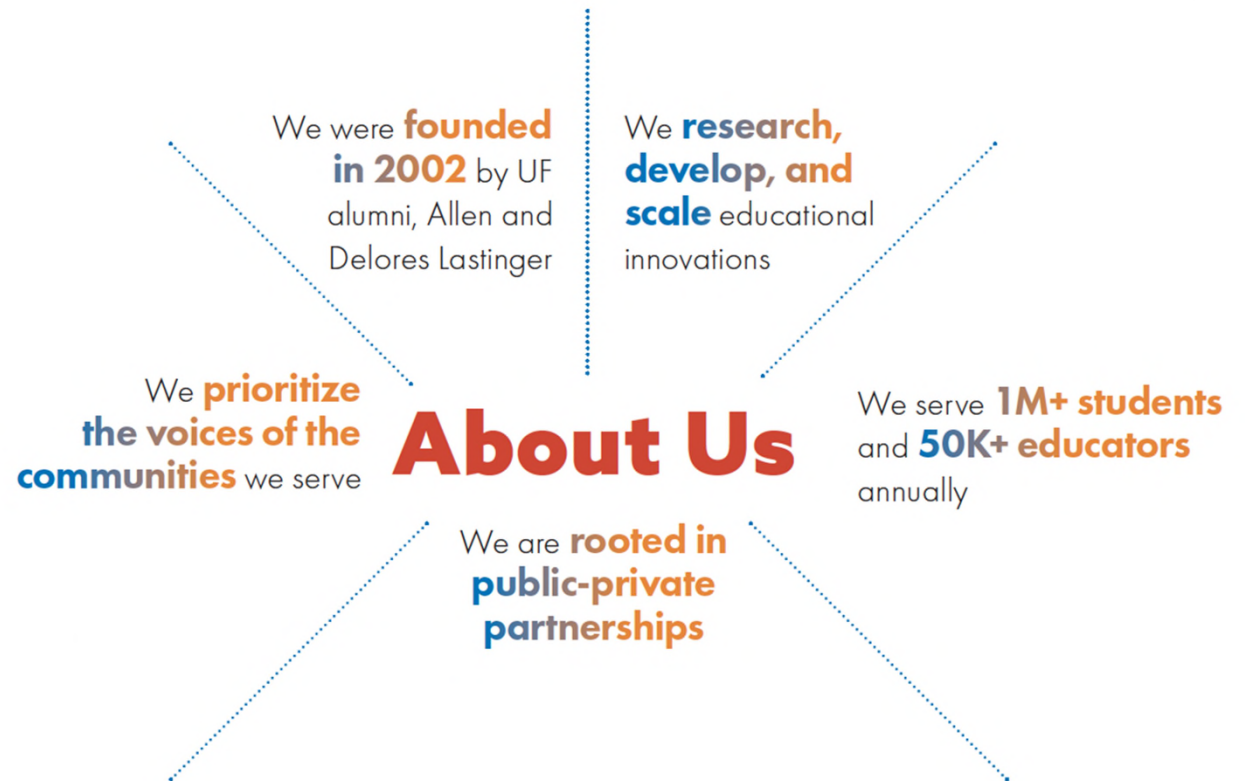 We were founded
in 2002 by UF
alumni, Allen and
Delores Lastinger
We research,
develop, and
scale educational
innovations
We prioritize
the voices of the
communities we serve
About Us
We serve 1M+ students
and 50K+ educators
annually
We are rooted in
public-private
partnerships